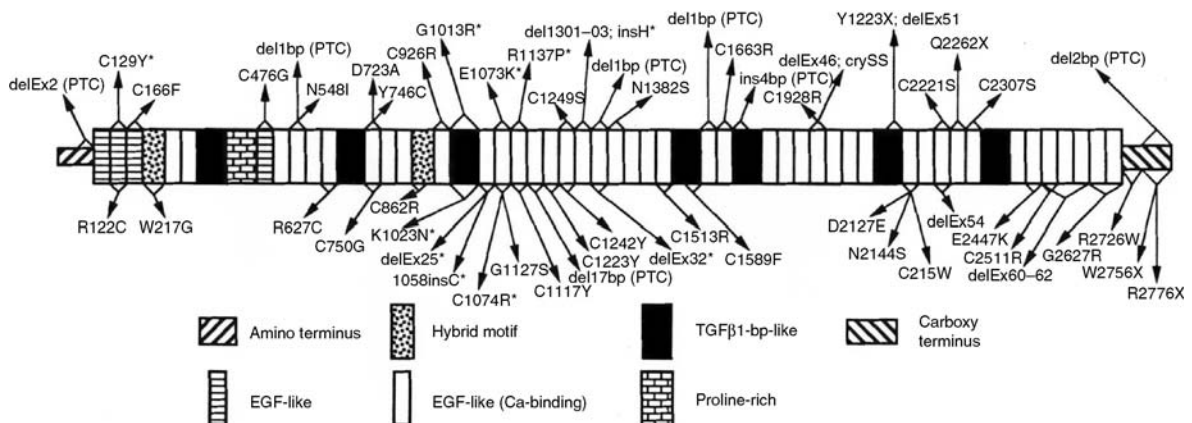 Y1223X; delEx51
del1bp (PTC)
del1301–03; insH*
G1013R*
Q2262X
C1663R
R1137P*
C926R
del1bp (PTC)
C129Y*
delEx46; crySS
del2bp (PTC)
del1bp (PTC)
D723A
E1073K*
ins4bp (PTC)
C476G
C166F
N548I
Y746C
C1249S
N1382S
C1928R
C2221S
C2307S
delEx2 (PTC)
R122C
W217G
R627C
C750G
C862R
K1023N*
delEx25*
1058insC*
C1074R*
G1127S
C1117Y
del17bp (PTC)
C1223Y
C1242Y
delEx32*
C1513R
C1589F
D2127E
N2144S
C215W
delEx54
E2447K
C2511R
delEx60–62
G2627R
R2726W
W2756X
R2776X
Amino terminus
Hybrid motif
TGFβ1-bp-like
Carboxy
terminus
EGF-like
EGF-like (Ca-binding)
Proline-rich